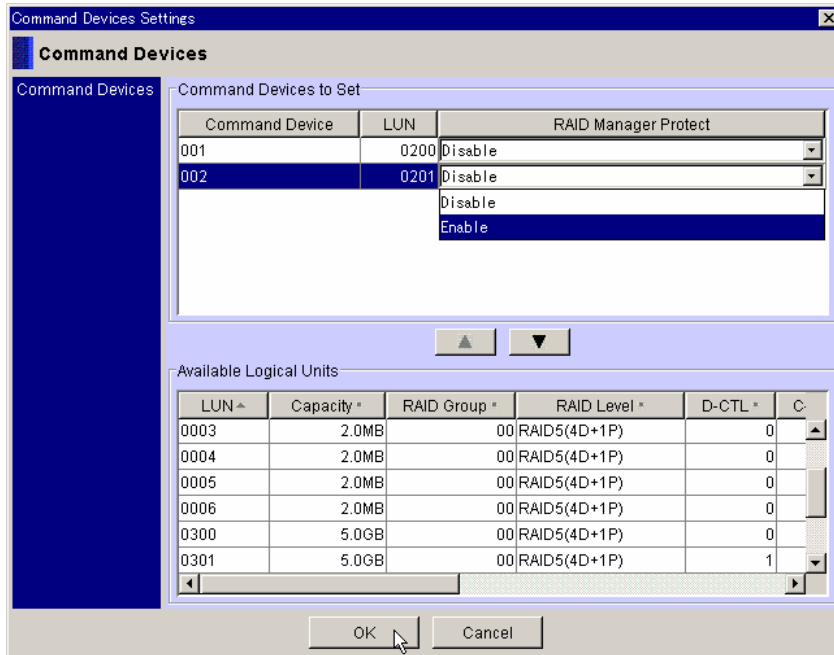 Command Devices Settings
Command Devices
Command Devices
Command Devices to Set
Command Device LUN RAID Manager Protect
001 0200 Disable
002 0201 Disable
Disable
Enable
Available Logical Units
LUN Capacity RAID Group RAID Level D-CTL C-
0003 2.0MB 00 RAID5(4D+1P) 0
0004 2.0MB 00 RAID5(4D+1P) 0
0005 2.0MB 00 RAID5(4D+1P) 0
0006 2.0MB 00 RAID5(4D+1P) 0
0300 5.0GB 00 RAID5(4D+1P) 0
0301 5.0GB 00 RAID5(4D+1P) 1
OK Cancel